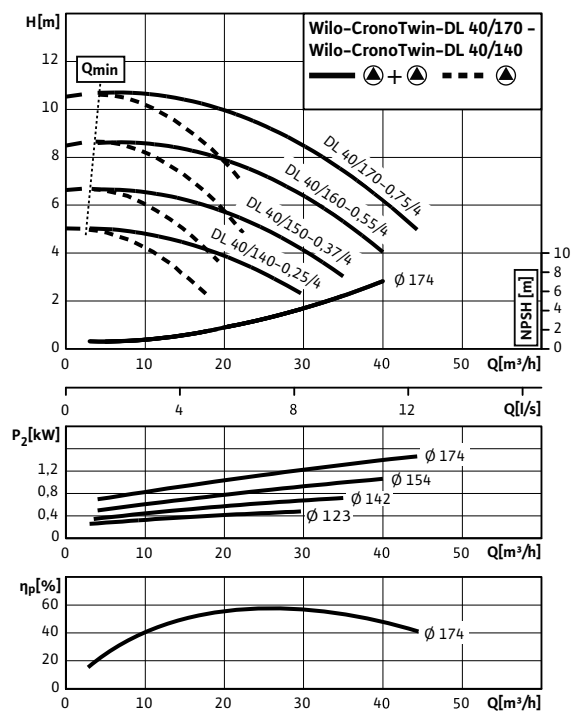 H[m]
Wilo-CronoTwin-DL 40/170 -
Wilo-CronoTwin-DL 40/140
+
Qmin
12
10
8
6
4
2
0
DL 40/170-0,75/4
DL 40/160-0,55/4
DL 40/150-0,37/4
DL 40/140-0,25/4
Ø 174
10
8
6
4
2
0
NPSH [m]
0 10 20 30 40 50 Q[m³/h]
0 4 8 12 Q[l/s]
P2[kW]
1,2
0,8
0,4
0
Ø 174
Ø 154
Ø 142
Ø 123
0 10 20 30 40 50 Q[m³/h]
ηp[%]
60
40
20
0
Ø 174
0 10 20 30 40 50 Q[m³/h]